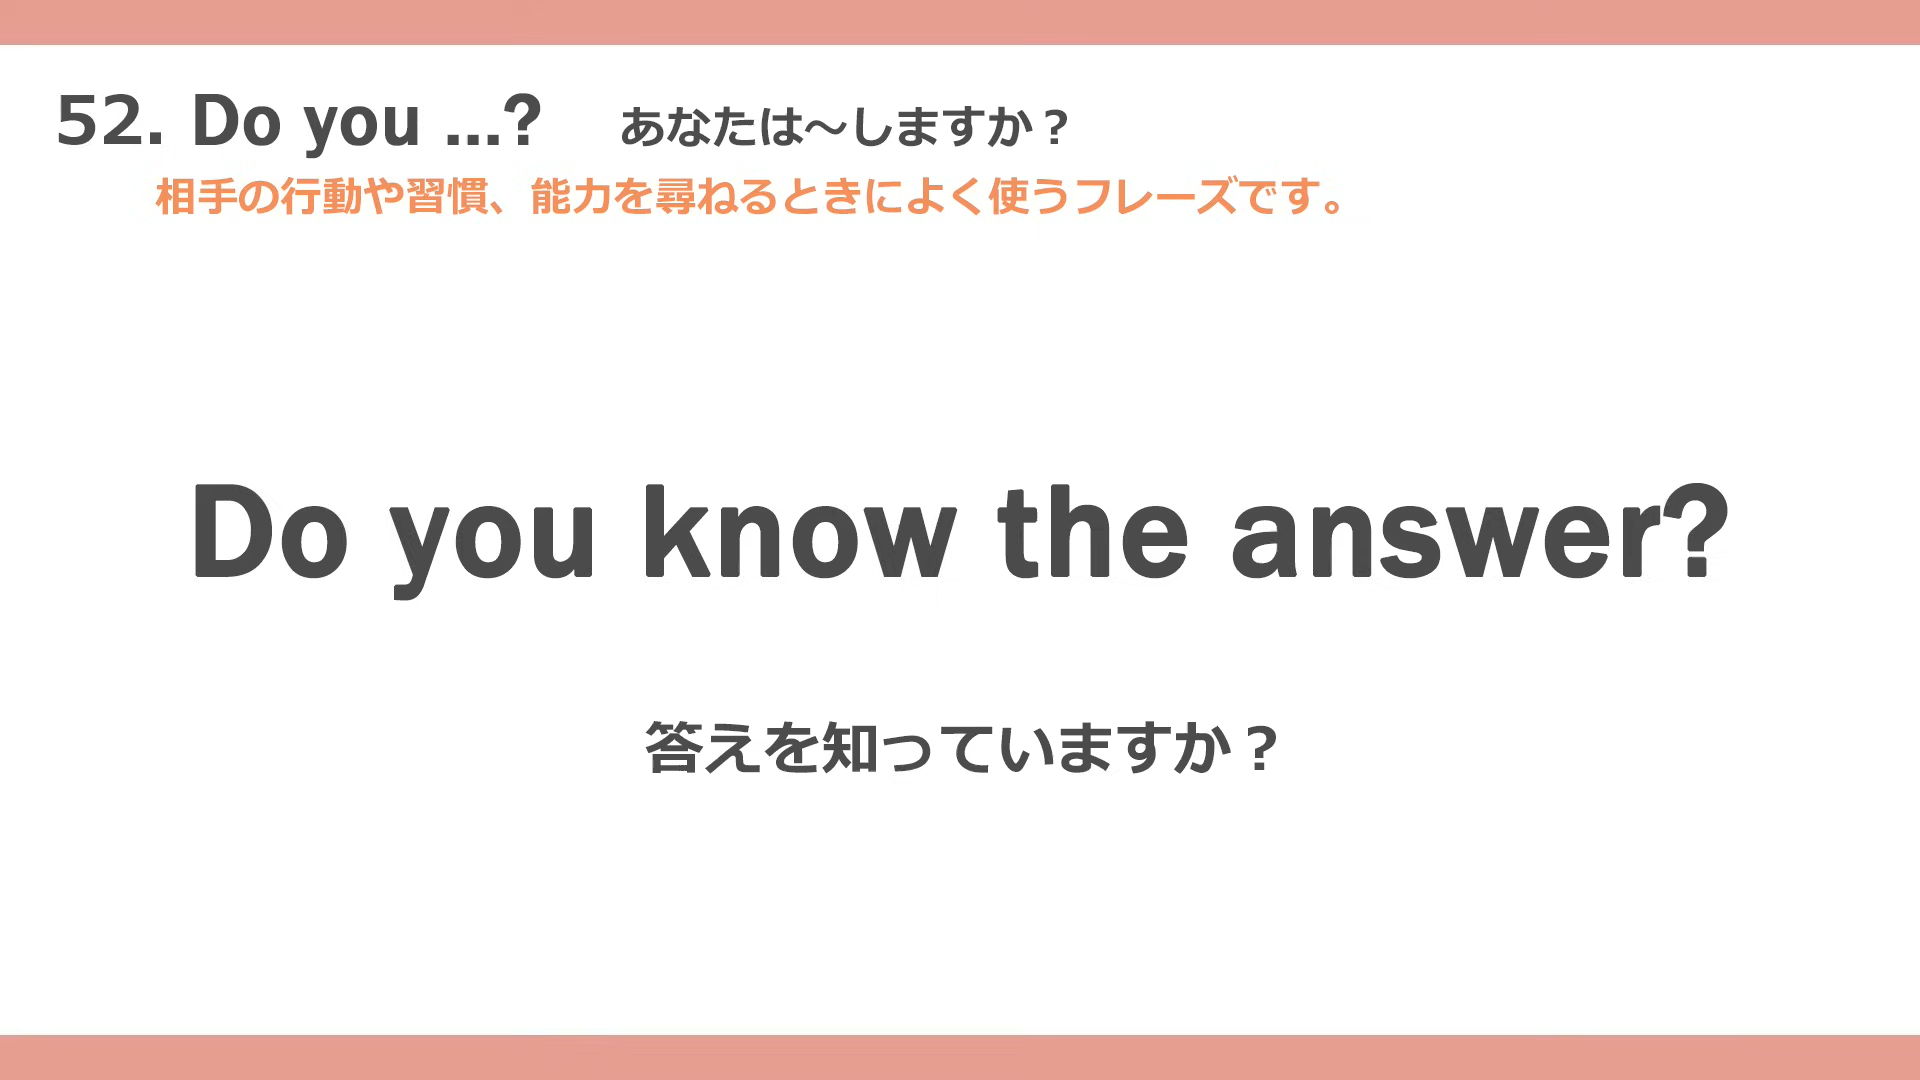 52. Do you ...? あなたは〜しますか？
相手の行動や習慣、能力を尋ねるときによく使うフレーズです。
Do you know the answer?
答えを知っていますか？